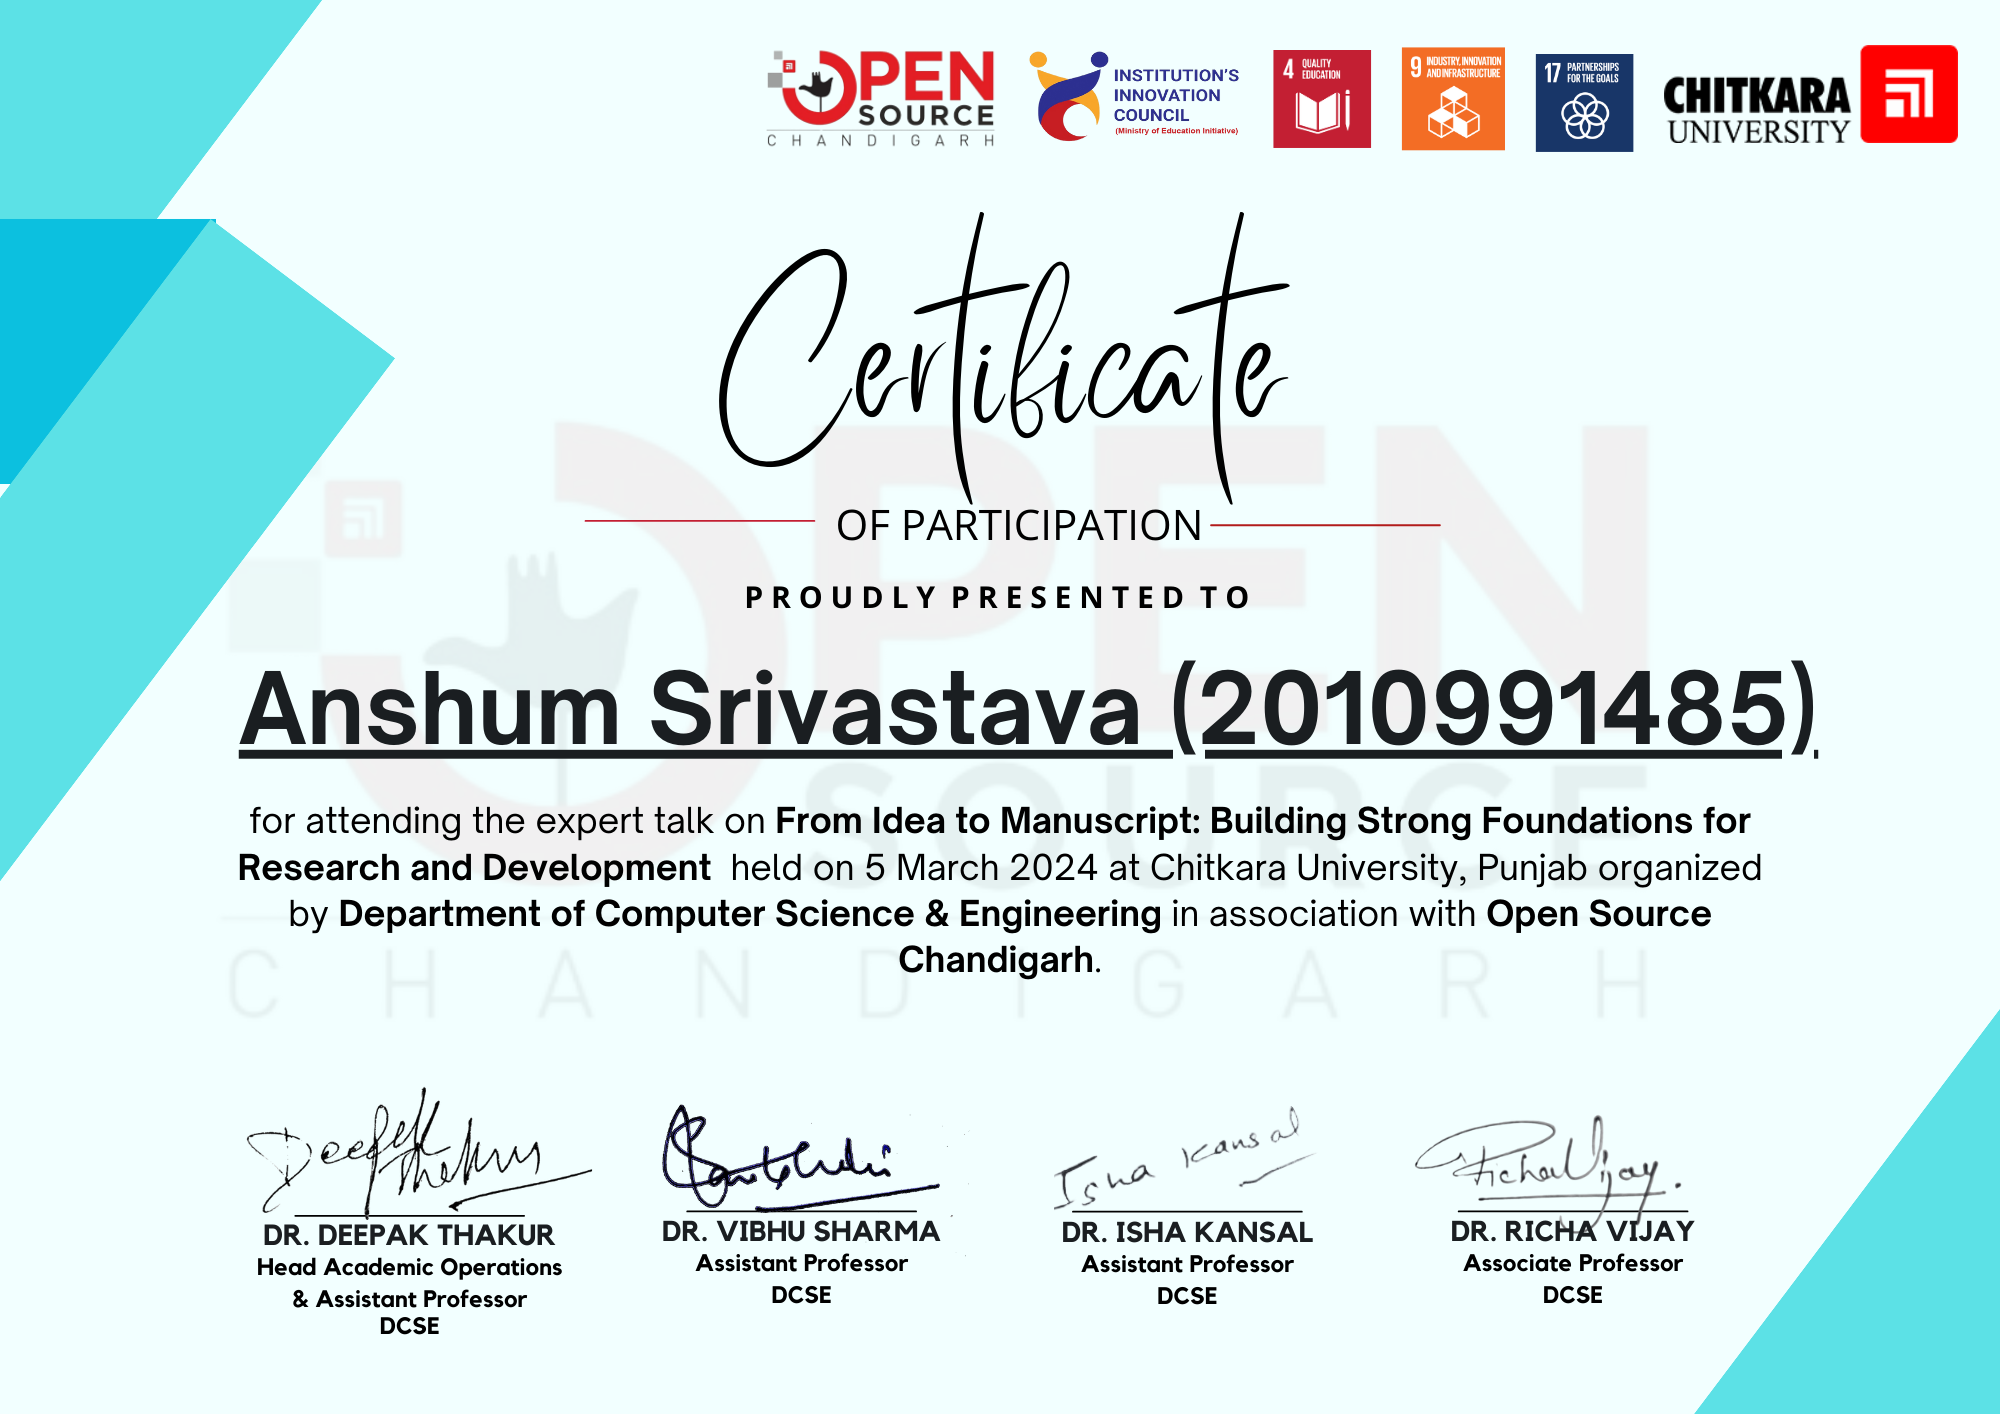 OPEN
SOURCE
CHANDIGARH
INSTITUTION'S
INNOVATION
COUNCIL
(Ministry of Education Initiative)
4 QUALITY
EDUCATION
9 INDUSTRY, INNOVATION
AND INFRASTRUCTURE
17 PARTNERSHIPS
FOR THE GOALS
CHITKARA
UNIVERSITY
Certificate
OF PARTICIPATION
PROUDLY PRESENTED TO
Anshum Srivastava (2010991485)
for attending the expert talk on From Idea to Manuscript: Building Strong Foundations for
Research and Development held on 5 March 2024 at Chitkara University, Punjab organized
by Department of Computer Science & Engineering in association with Open Source
Chandigarh.
OPEN
SOURCE
CHANDIGARH
Deepak
Thakur
Isha Kansal
Richa Vijay.
DR. DEEPAK THAKUR
Head Academic Operations
& Assistant Professor
DCSE
DR. VIBHU SHARMA
Assistant Professor
DCSE
DR. ISHA KANSAL
Assistant Professor
DCSE
DR. RICHA VIJAY
Associate Professor
DCSE